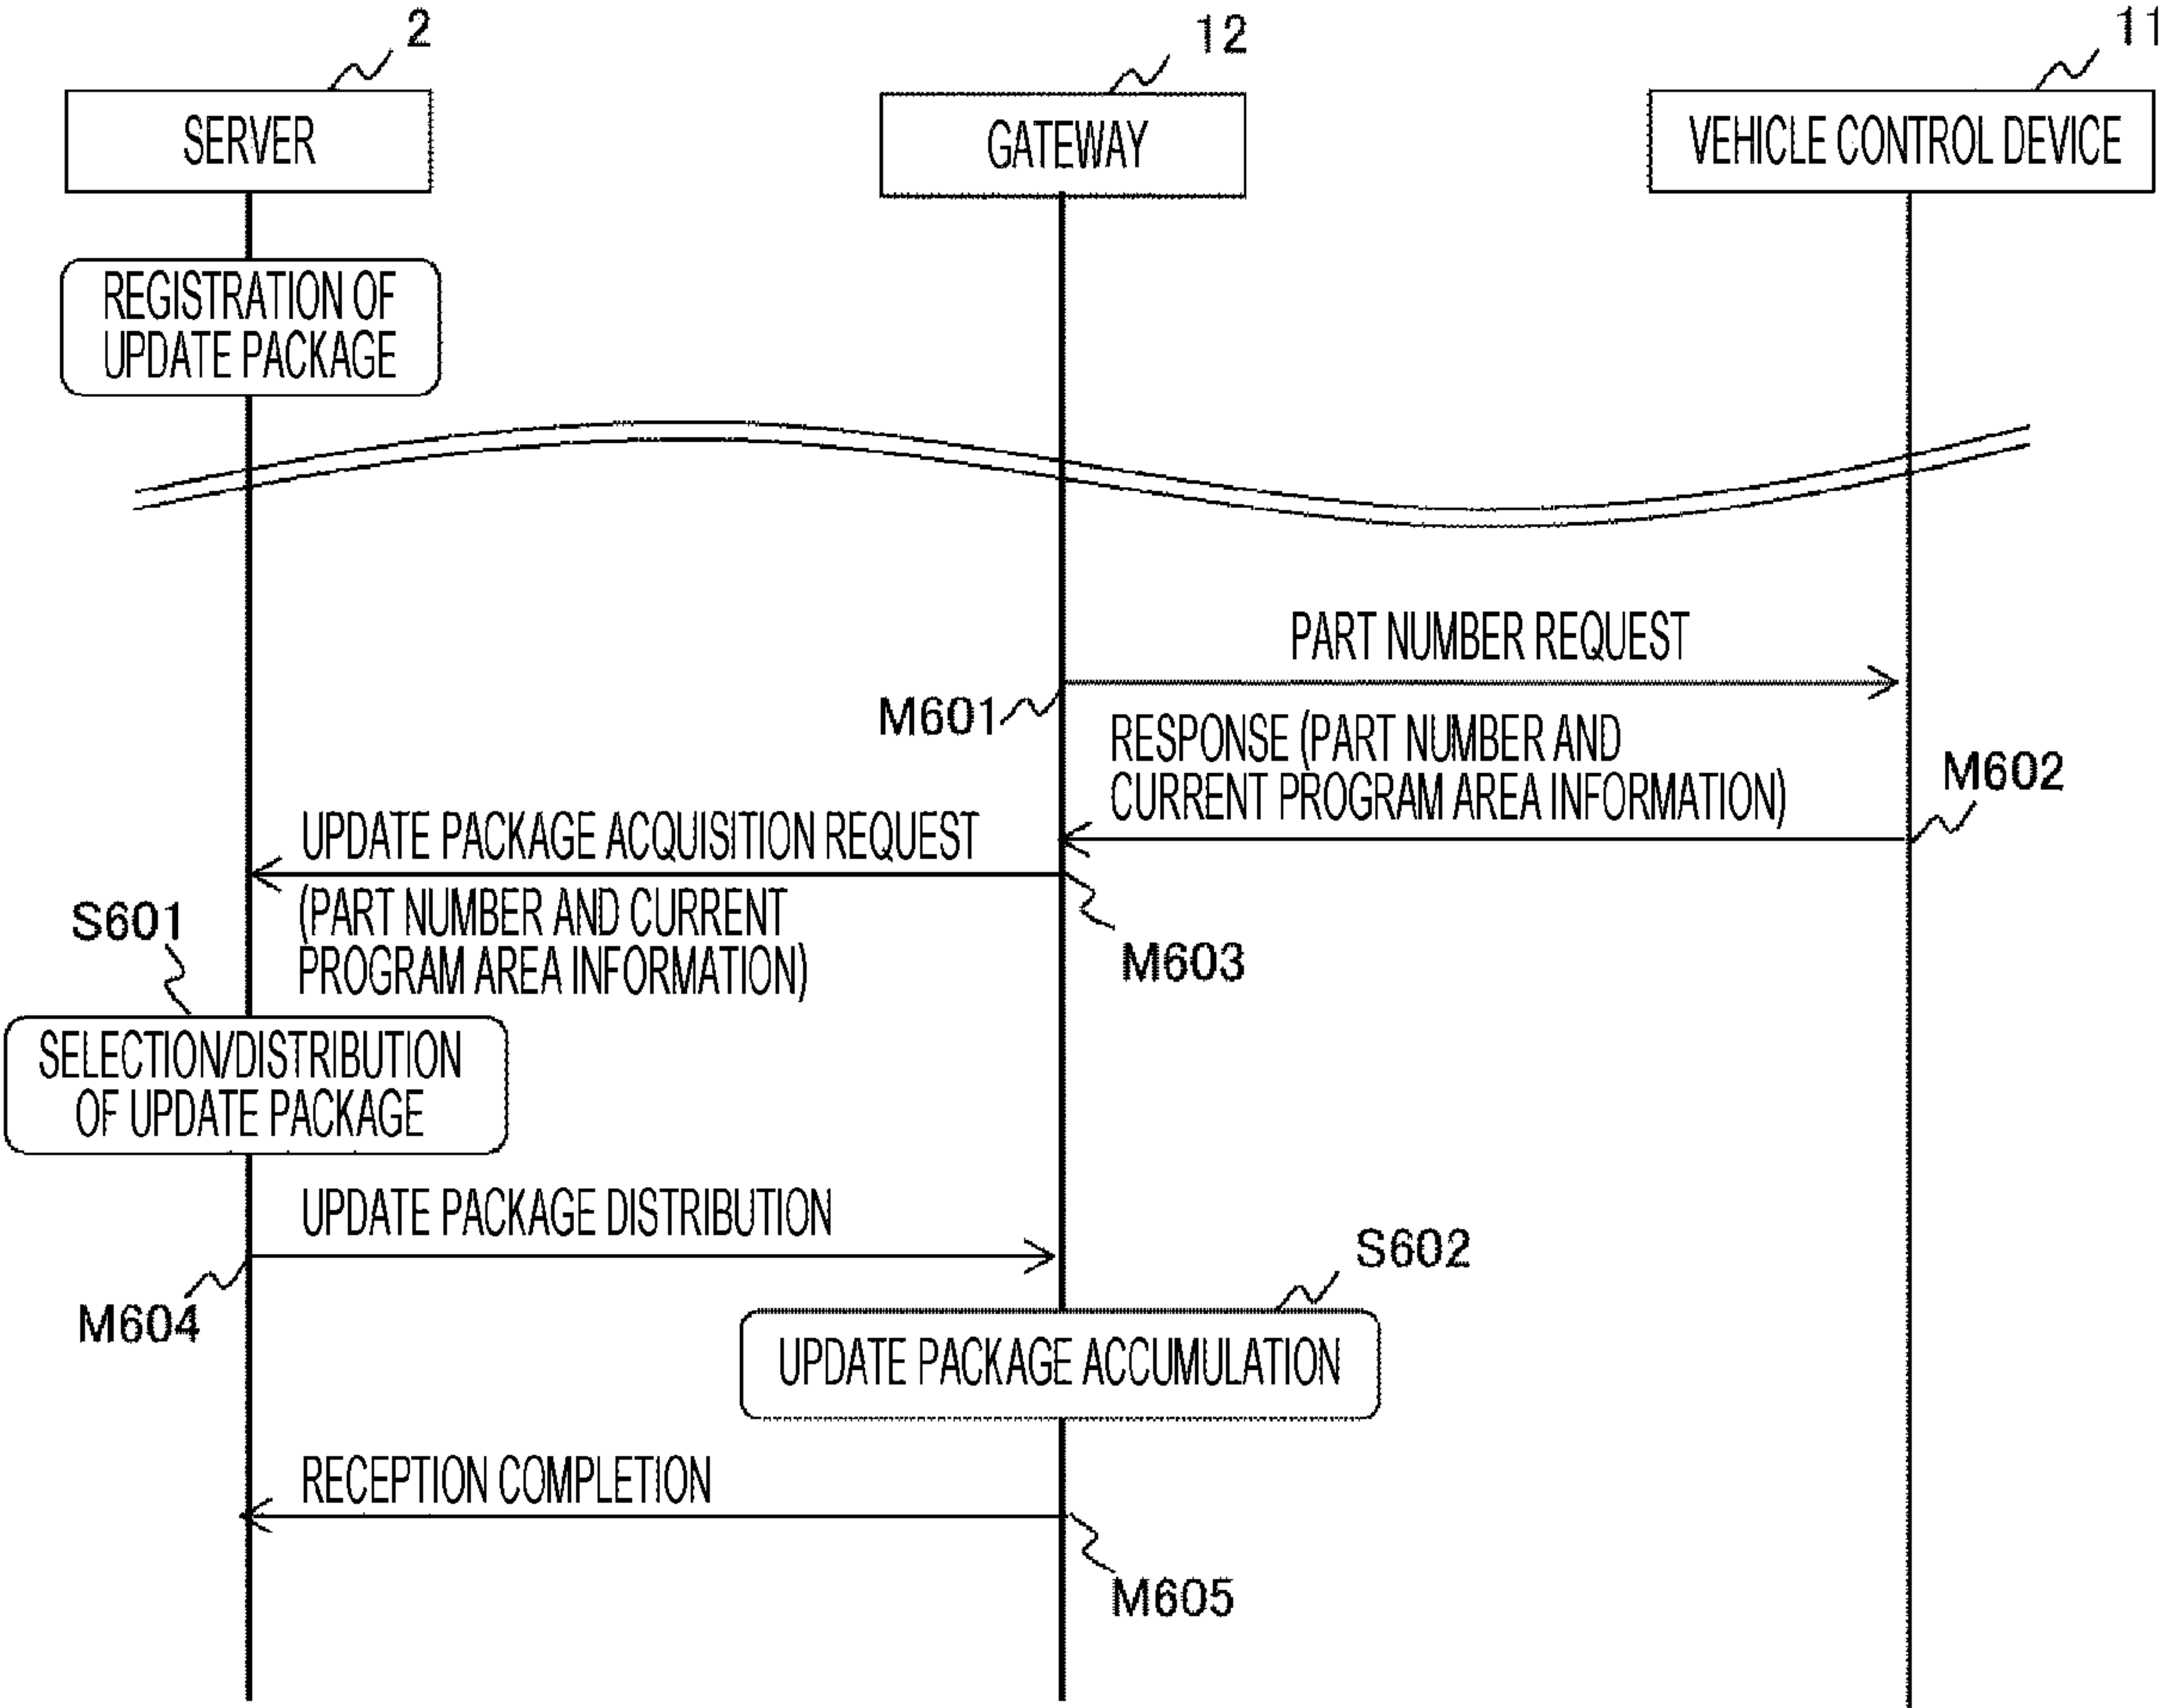 2
12
11
SERVER
GATEWAY
VEHICLE CONTROL DEVICE
REGISTRATION OF
UPDATE PACKAGE
PART NUMBER REQUEST
M601
RESPONSE (PART NUMBER AND
CURRENT PROGRAM AREA INFORMATION)
M602
UPDATE PACKAGE ACQUISITION REQUEST
(PART NUMBER AND CURRENT
PROGRAM AREA INFORMATION)
M603
S601
SELECTION/DISTRIBUTION
OF UPDATE PACKAGE
UPDATE PACKAGE DISTRIBUTION
M604
S602
UPDATE PACKAGE ACCUMULATION
RECEPTION COMPLETION
M605